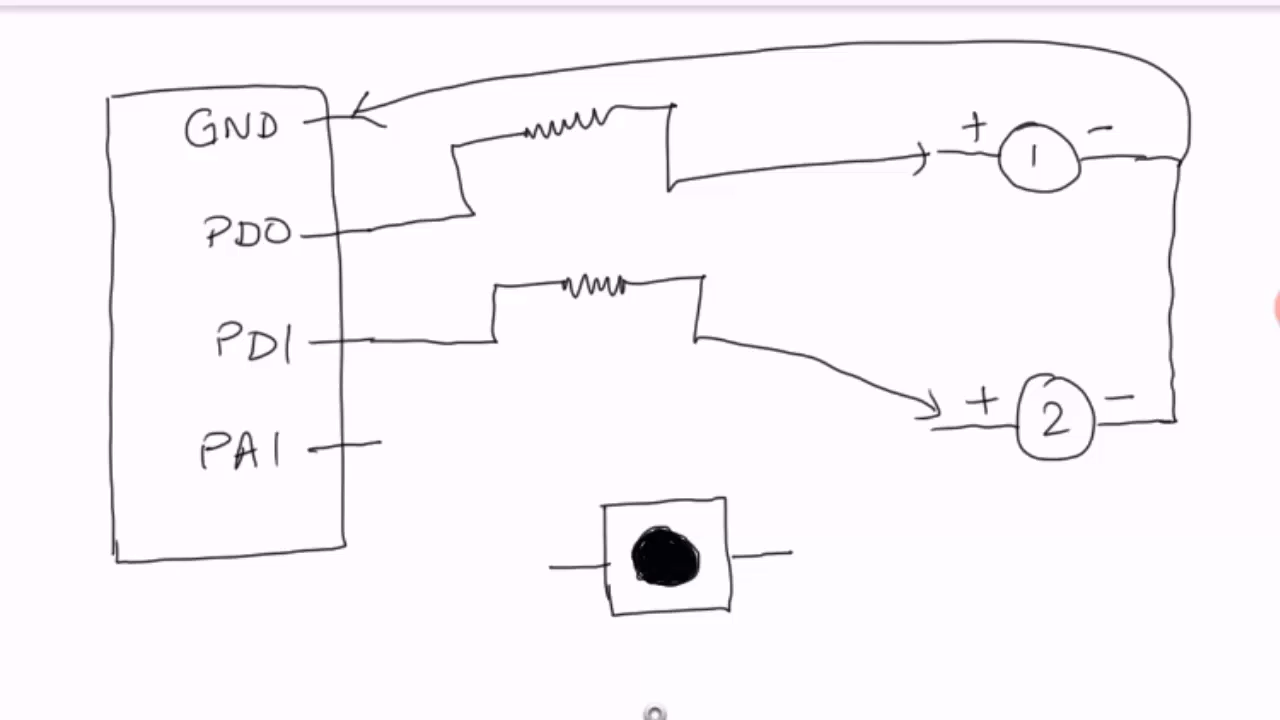 GND
+ 1 -
PD0
PD1
+ 2 -
PA1